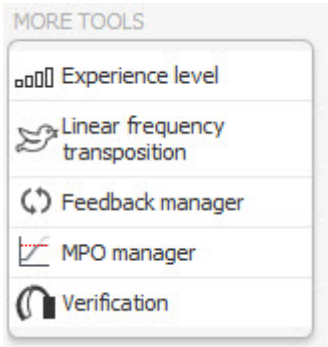 MORE TOOLS
Experience level
Linear frequency
transposition
Feedback manager
MPO manager
Verification